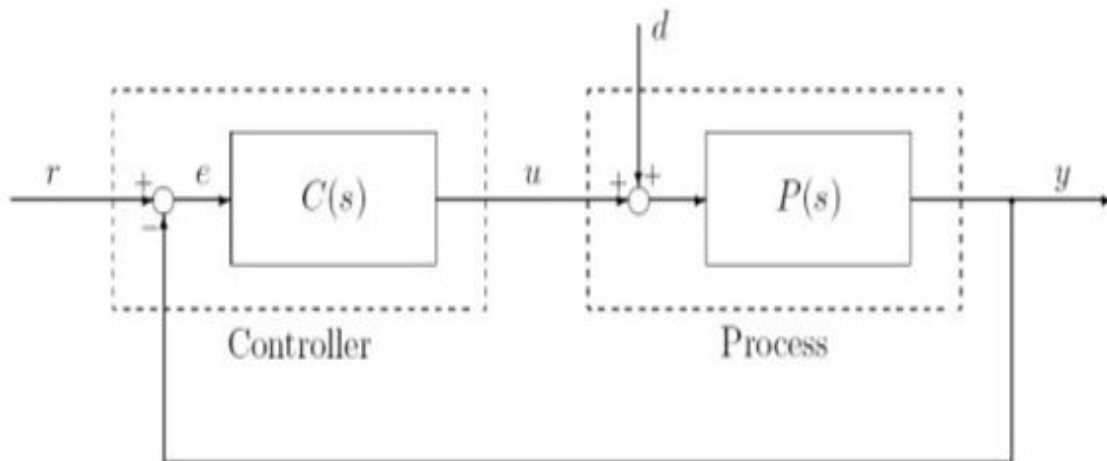 d
r
+
e
C(s)
u
+
+
P(s)
y
−
Controller
Process